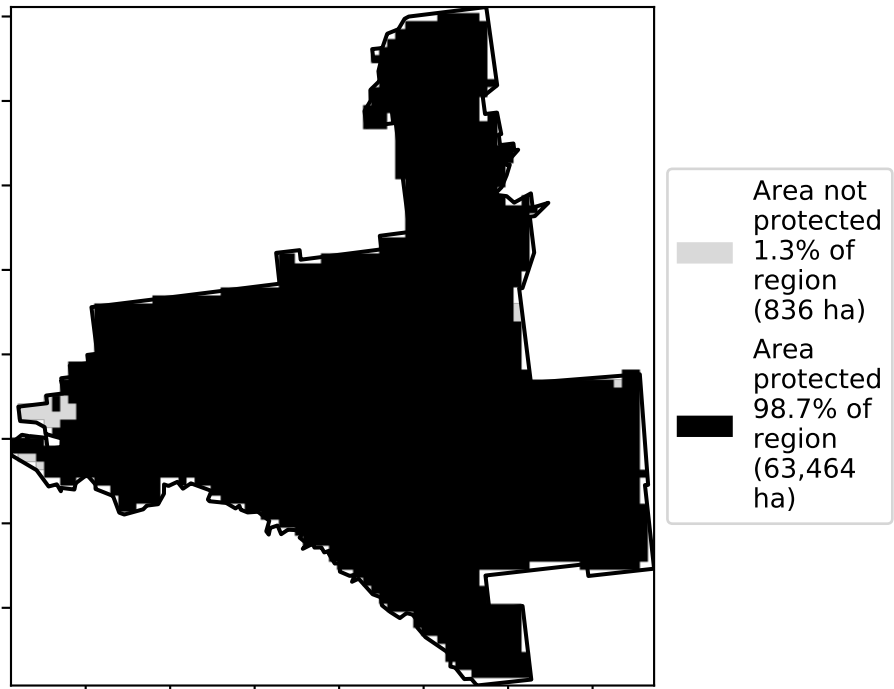 Area not
protected
1.3% of
region
(836 ha)
Area
protected
98.7% of
region
(63,464
ha)